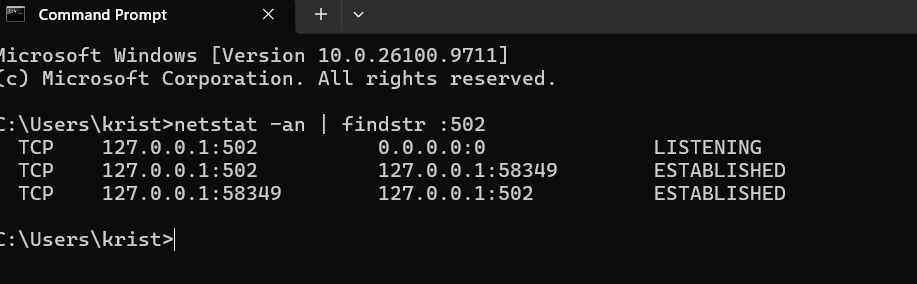 Command Prompt
Microsoft Windows [Version 10.0.26100.9711]
(c) Microsoft Corporation. All rights reserved.
C:\Users\krist>netstat -an | findstr :502
TCP 127.0.0.1:502 0.0.0.0:0 LISTENING
TCP 127.0.0.1:502 127.0.0.1:58349 ESTABLISHED
TCP 127.0.0.1:58349 127.0.0.1:502 ESTABLISHED
C:\Users\krist>